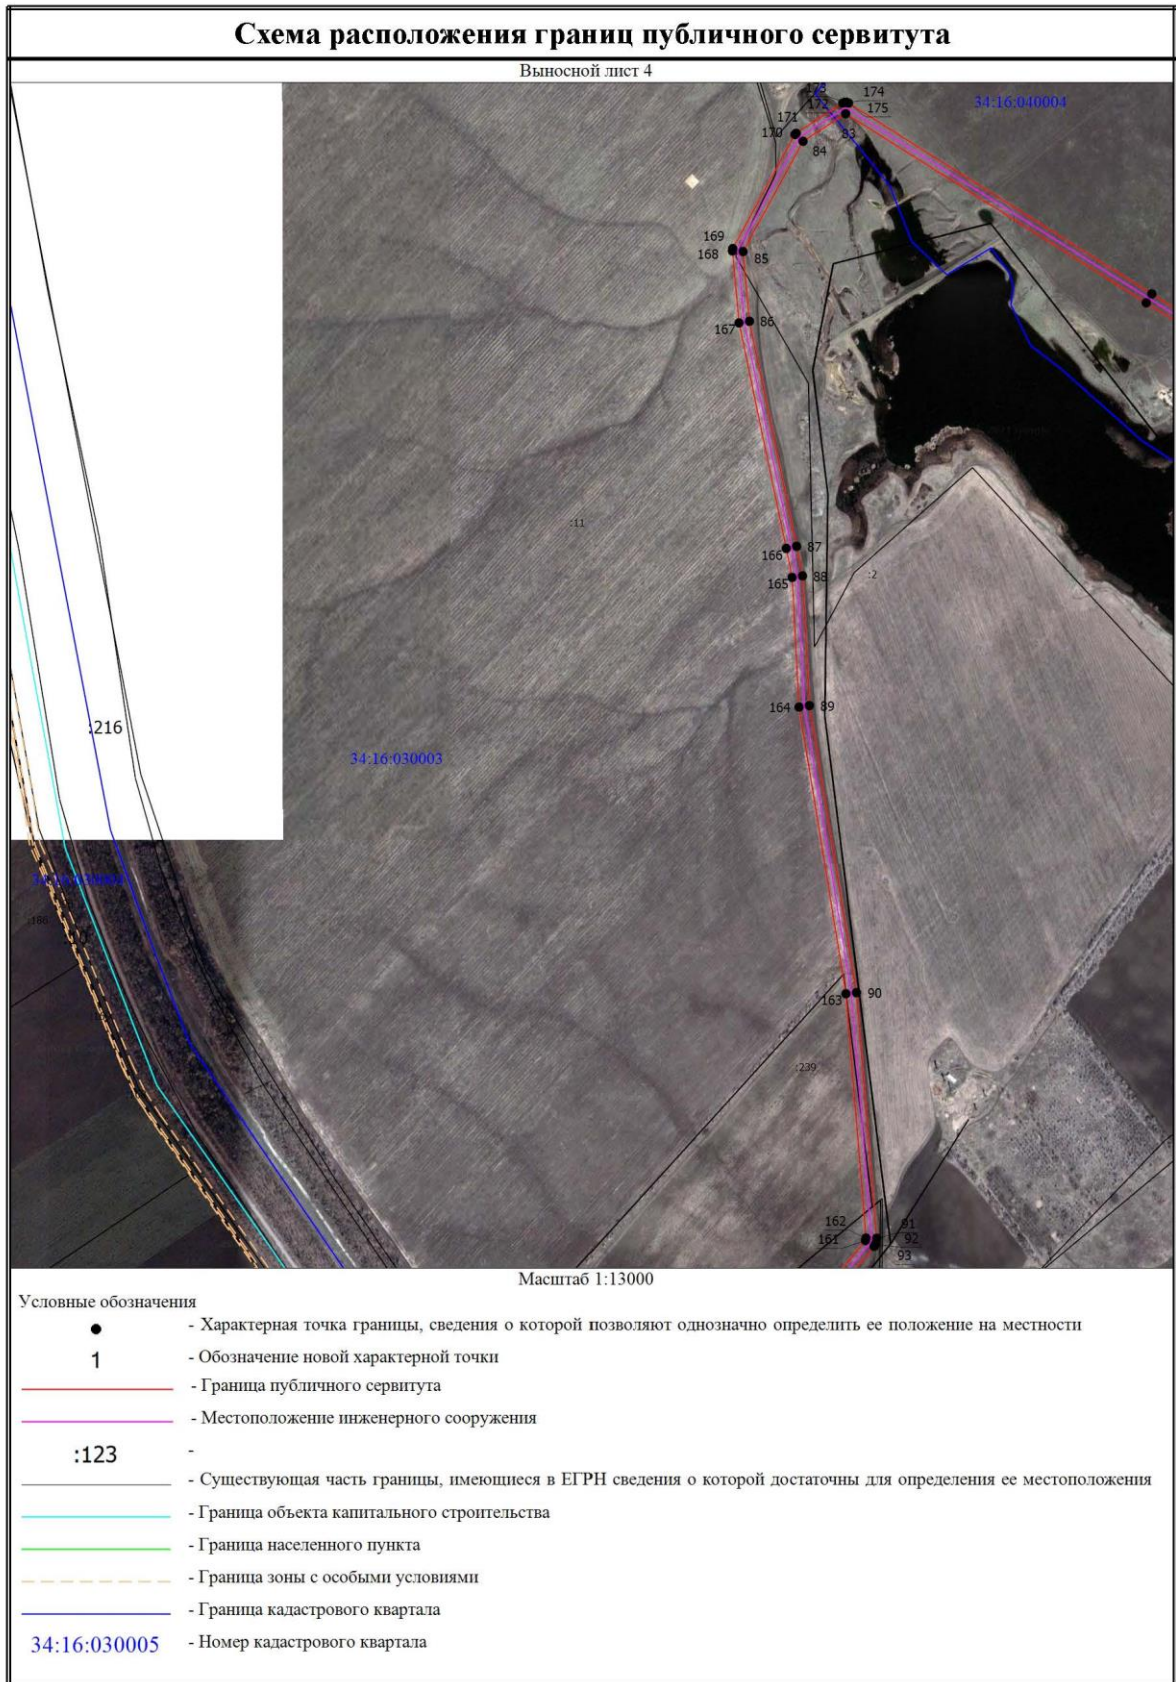 Схема расположения границ публичного сервитута
Выносной лист 4
173
174
34:16:040004
172
175
171
83
170
84
169
168
85
167
86
:11
166
87
165
88
:2
164
89
:216
34:16:030003
:186
163
90
:239
162
91
161
92
93
Масштаб 1:13000
Условные обозначения
- Характерная точка границы, сведения о которой позволяют однозначно определить ее положение на местности
1 - Обозначение новой характерной точки
- Граница публичного сервитута
- Местоположение инженерного сооружения
:123 -
- Существующая часть границы, имеющиеся в ЕГРН сведения о которой достаточны для определения ее местоположения
- Граница объекта капитального строительства
- Граница населенного пункта
- Граница зоны с особыми условиями
- Граница кадастрового квартала
34:16:030005 - Номер кадастрового квартала